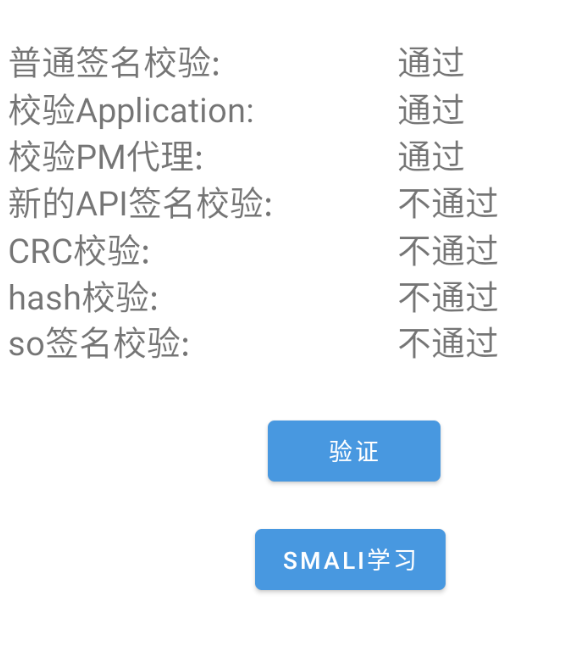 普通签名校验: 通过
校验Application: 通过
校验PM代理: 通过
新的API签名校验: 不通过
CRC校验: 不通过
hash校验: 不通过
so签名校验: 不通过
验证
SMALI学习